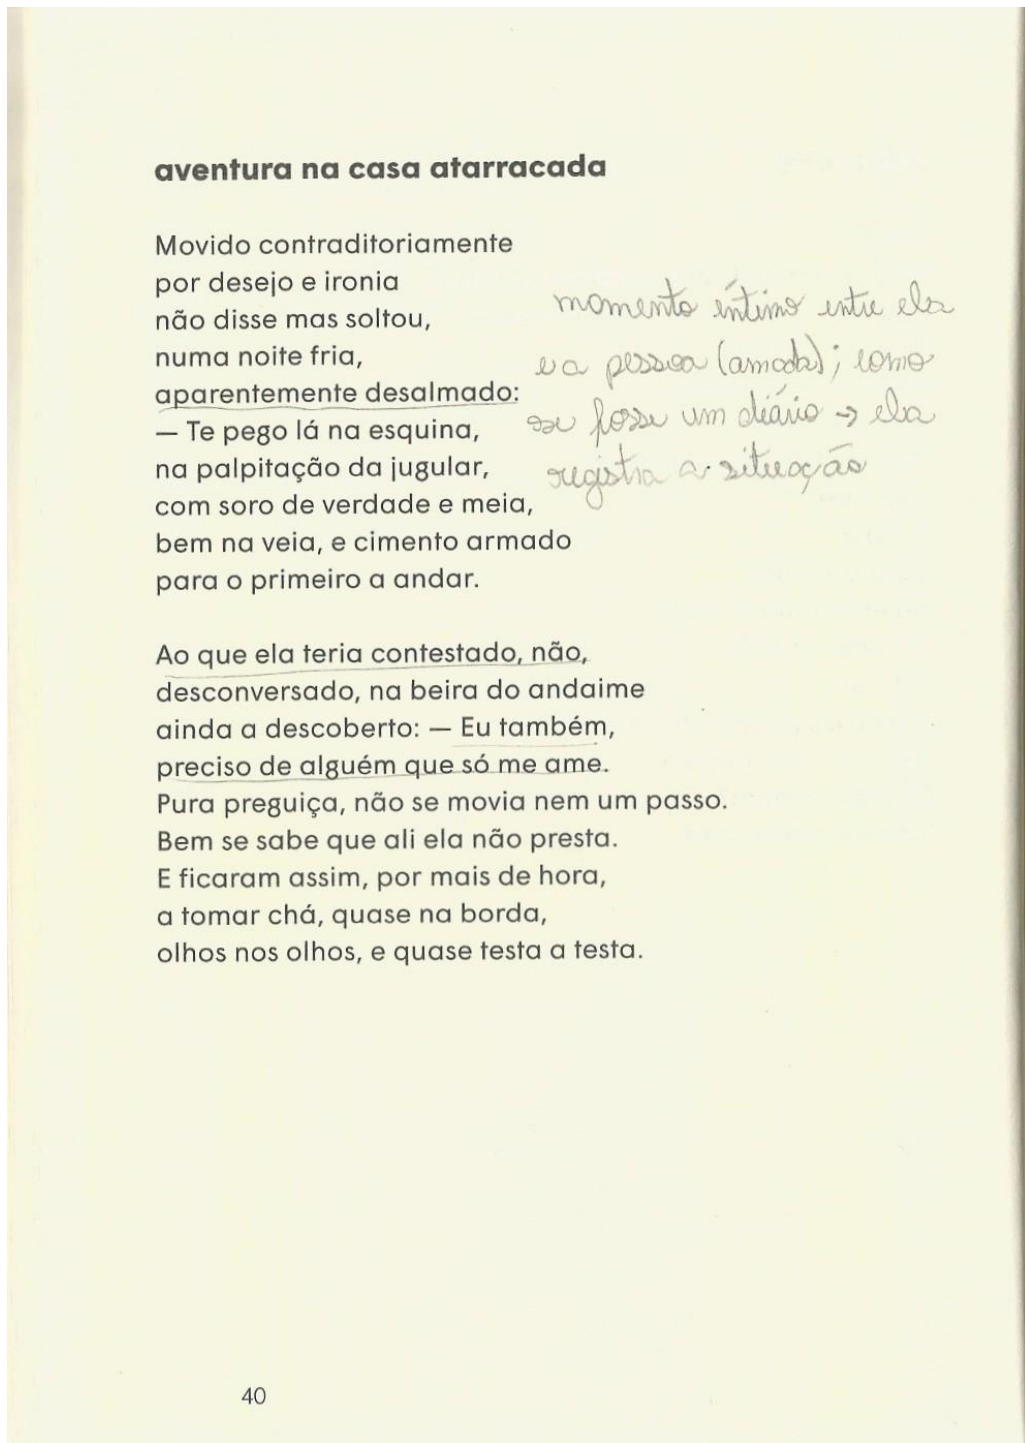 aventura na casa atarracada
Movido contraditoriamente
por desejo e ironia
não disse mas soltou,
numa noite fria,
aparentemente desalmado:
— Te pego lá na esquina,
na palpitação da jugular,
com soro de verdade e meia,
bem na veia, e cimento armado
para o primeiro a andar.
momento íntimo entre ela
e a pessoa (amada); como
se fosse um diário → ela
registra a situação
Ao que ela teria contestado, não,
desconversado, na beira do andaime
ainda a descoberto: — Eu também,
preciso de alguém que só me ame.
Pura preguiça, não se movia nem um passo.
Bem se sabe que ali ela não presta.
E ficaram assim, por mais de hora,
a tomar chá, quase na borda,
olhos nos olhos, e quase testa a testa.
40